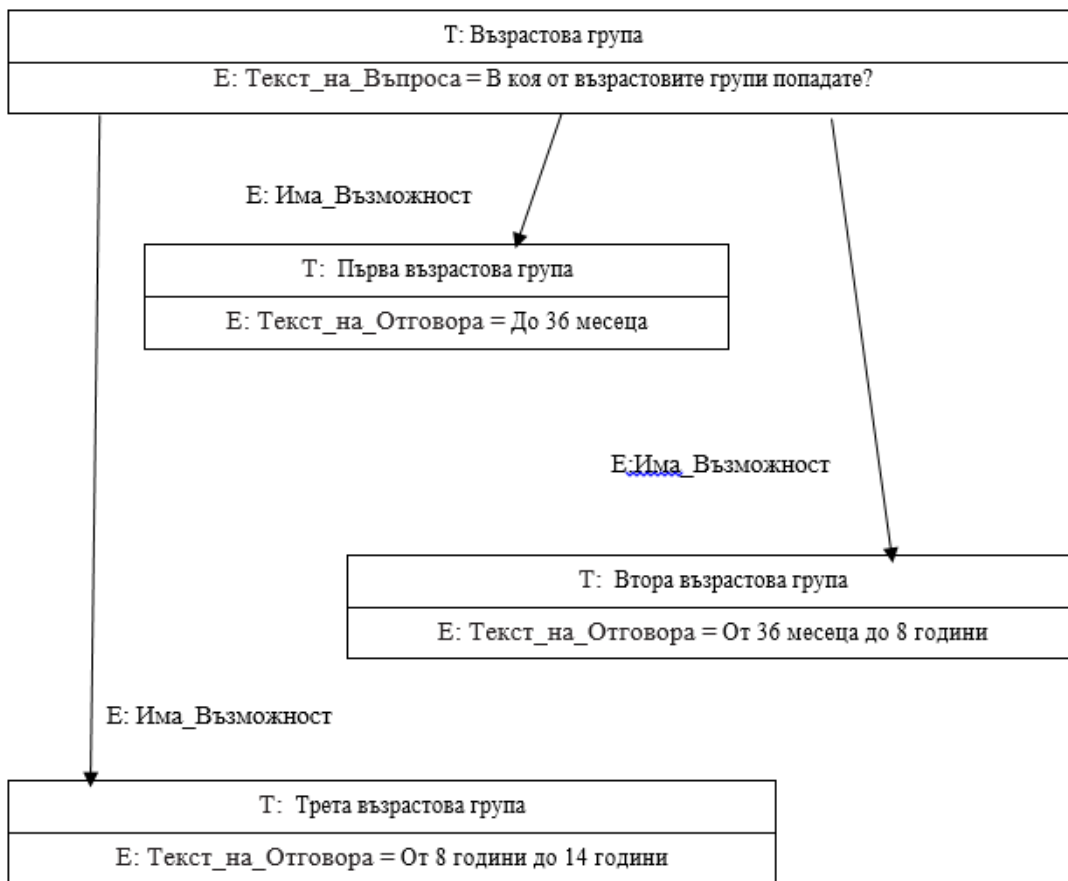 Т: Възрастова група
Е: Текст_на_Въпроса = В коя от възрастовите групи попадате?
Е: Има_Възможност
Т: Първа възрастова група
Е: Текст_на_Отговора = До 36 месеца
Е:Има_Възможност
Т: Втора възрастова група
Е: Текст_на_Отговора = От 36 месеца до 8 години
Е: Има_Възможност
Т: Трета възрастова група
Е: Текст_на_Отговора = От 8 години до 14 години